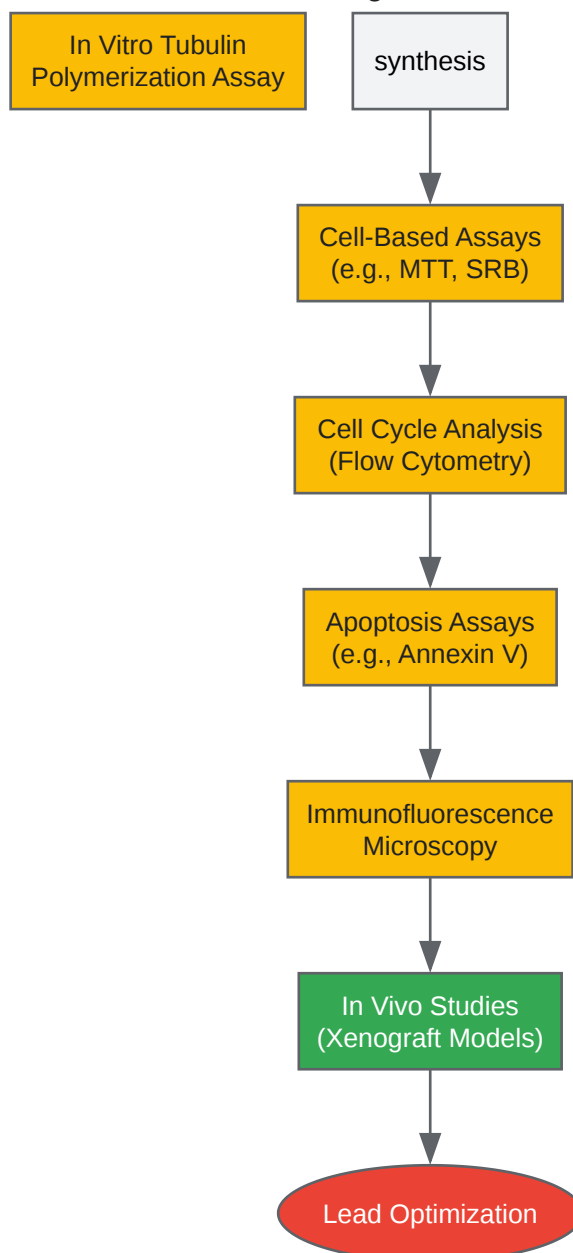 In Vitro Tubulin
Polymerization Assay
synthesis
Cell-Based Assays
(e.g., MTT, SRB)
Cell Cycle Analysis
(Flow Cytometry)
Apoptosis Assays
(e.g., Annexin V)
Immunofluorescence
Microscopy
In Vivo Studies
(Xenograft Models)
Lead Optimization